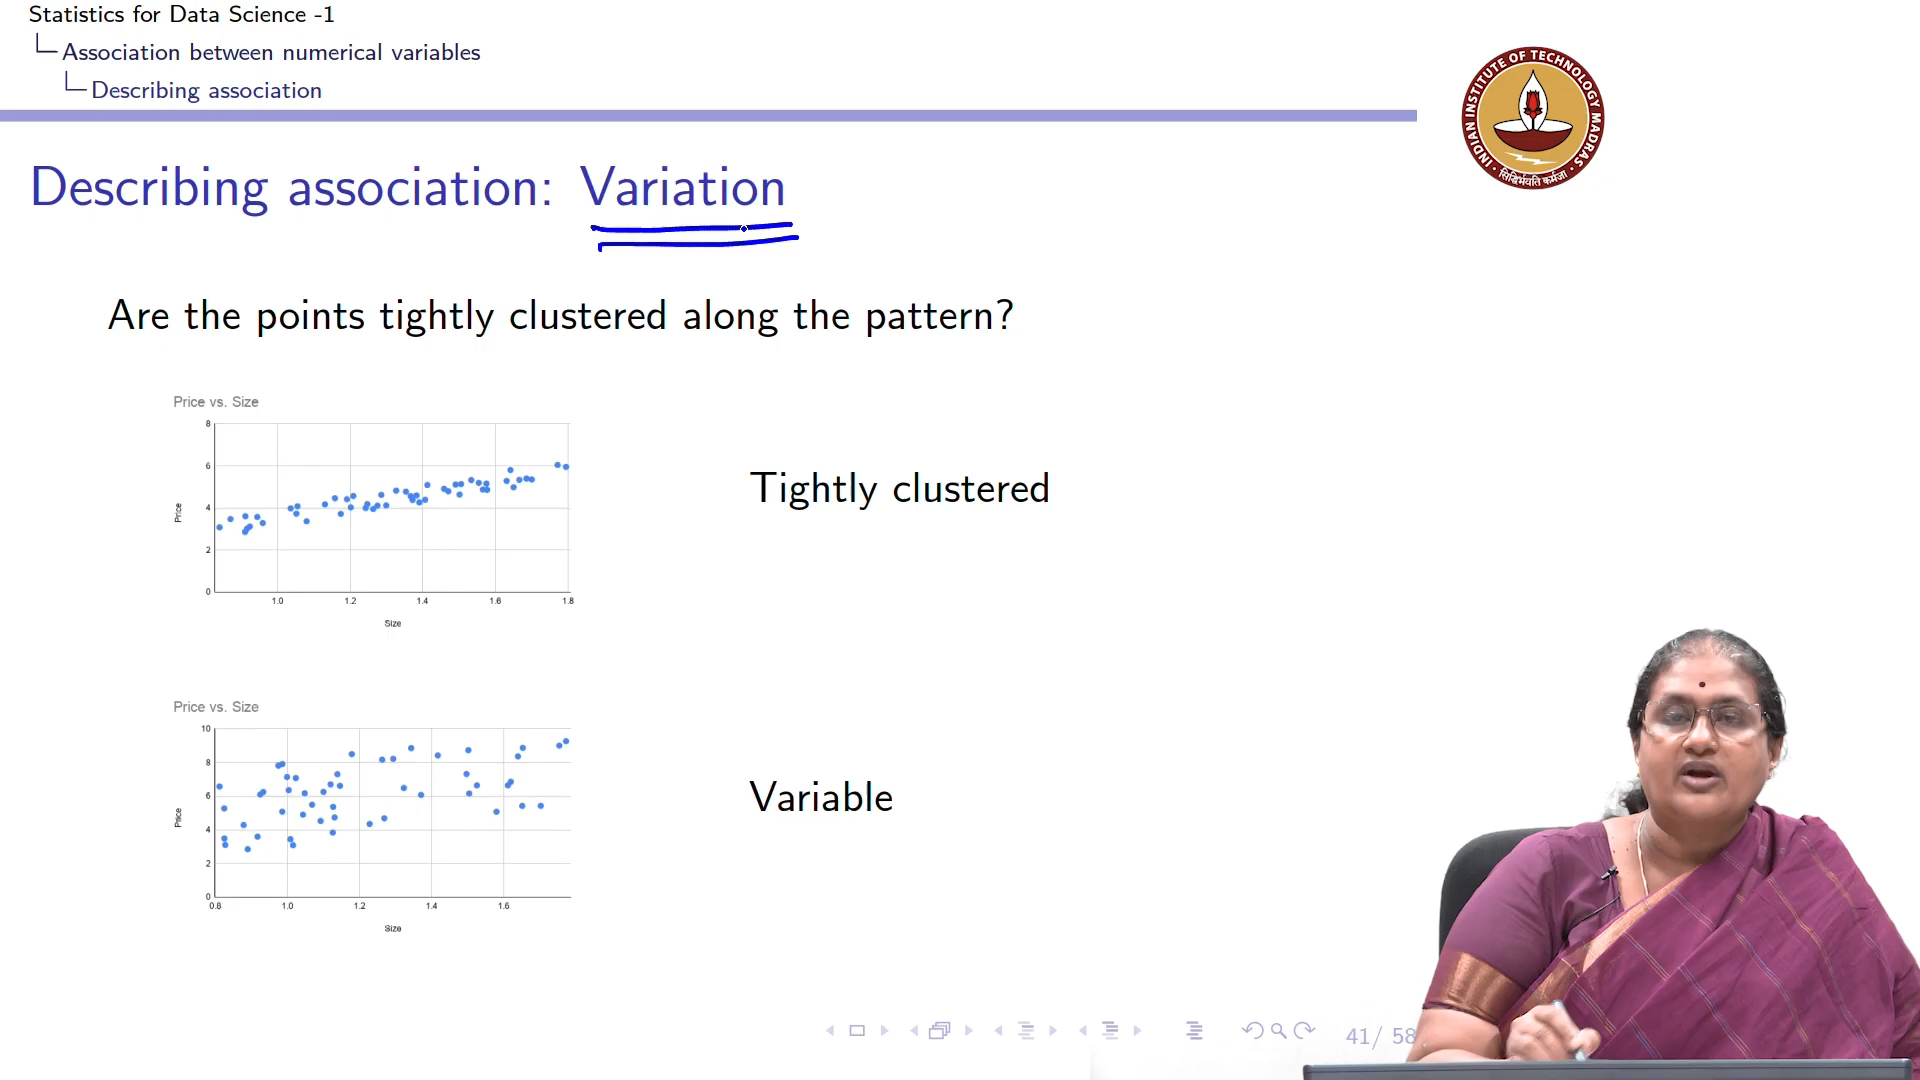 Statistics for Data Science -1
Association between numerical variables
Describing association
INDIAN INSTITUTE OF TECHNOLOGY MADRAS
सिद्धिर्भवति कर्मजा
Describing association: Variation
Are the points tightly clustered along the pattern?
Price vs. Size
8
6
4
2
0
Price
1.0 1.2 1.4 1.6 1.8
Size
Tightly clustered
Price vs. Size
10
8
6
4
2
0
Price
0.8 1.0 1.2 1.4 1.6
Size
Variable
41/ 58